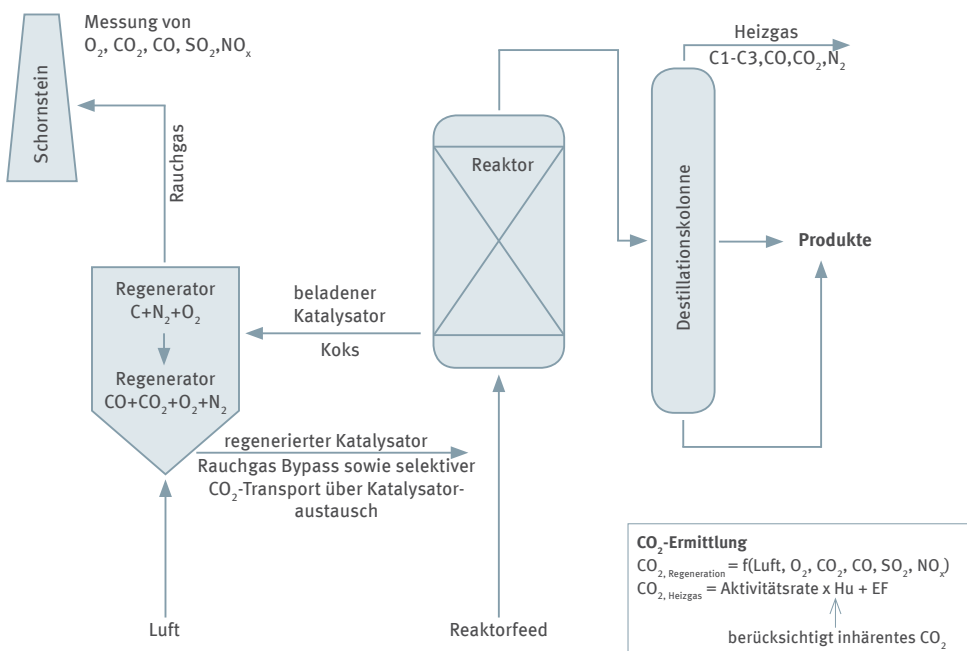 Messung von
O₂, CO₂, CO, SO₂,NOₓ
Schornstein
Rauchgas
Heizgas
C1-C3,CO,CO₂,N₂
Reaktor
Destillationskolonne
Produkte
Regenerator
C+N₂+O₂
Regenerator
CO+CO₂+O₂+N₂
beladener
Katalysator
Koks
regenerierter Katalysator
Rauchgas Bypass sowie selektiver
CO₂-Transport über Katalysator-
austausch
Luft
Reaktorfeed
CO₂-Ermittlung
CO₂, Regeneration = f(Luft, O₂, CO₂, CO, SO₂, NOₓ)
CO₂, Heizgas = Aktivitätsrate x Hu + EF
berücksichtigt inhärentes CO₂